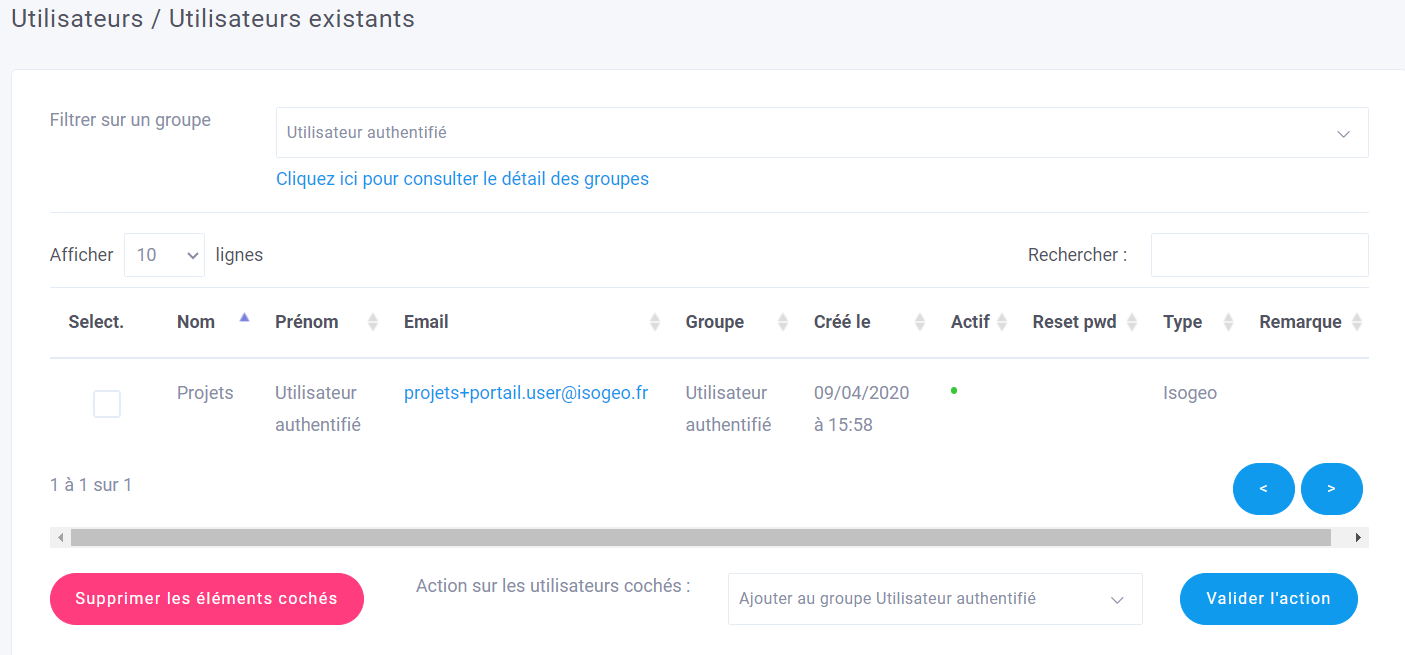 Utilisateurs / Utilisateurs existants
Filtrer sur un groupe
Utilisateur authentifié
Cliquez ici pour consulter le détail des groupes
Afficher 10 lignes Rechercher :
Select. Nom Prénom Email Groupe Créé le Actif Reset pwd Type Remarque
Projets Utilisateur projets+portail.user@isogeo.fr Utilisateur 09/04/2020 Isogeo
authentifié authentifié à 15:58
1 à 1 sur 1 < >
Supprimer les éléments cochés Action sur les utilisateurs cochés : Ajouter au groupe Utilisateur authentifié Valider l'action